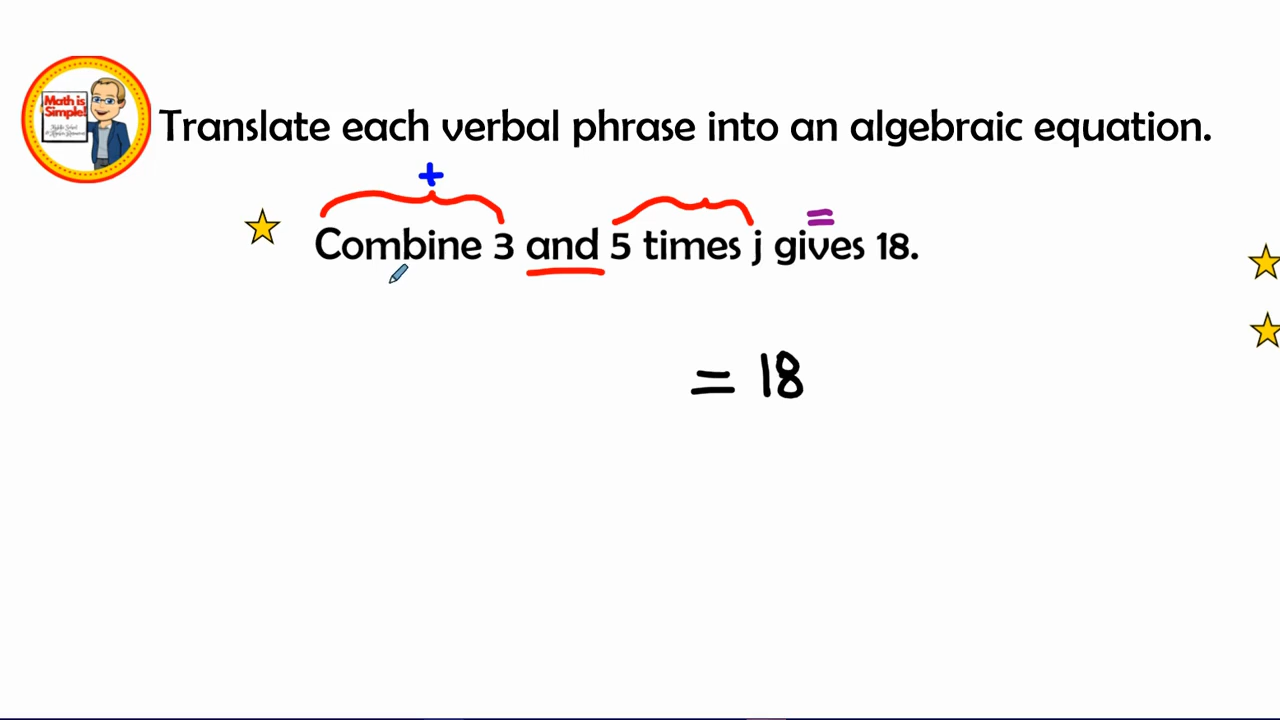 Math is
Simple!
Translate each verbal phrase into an algebraic equation.
+
=
Combine 3 and 5 times j gives 18.
= 18